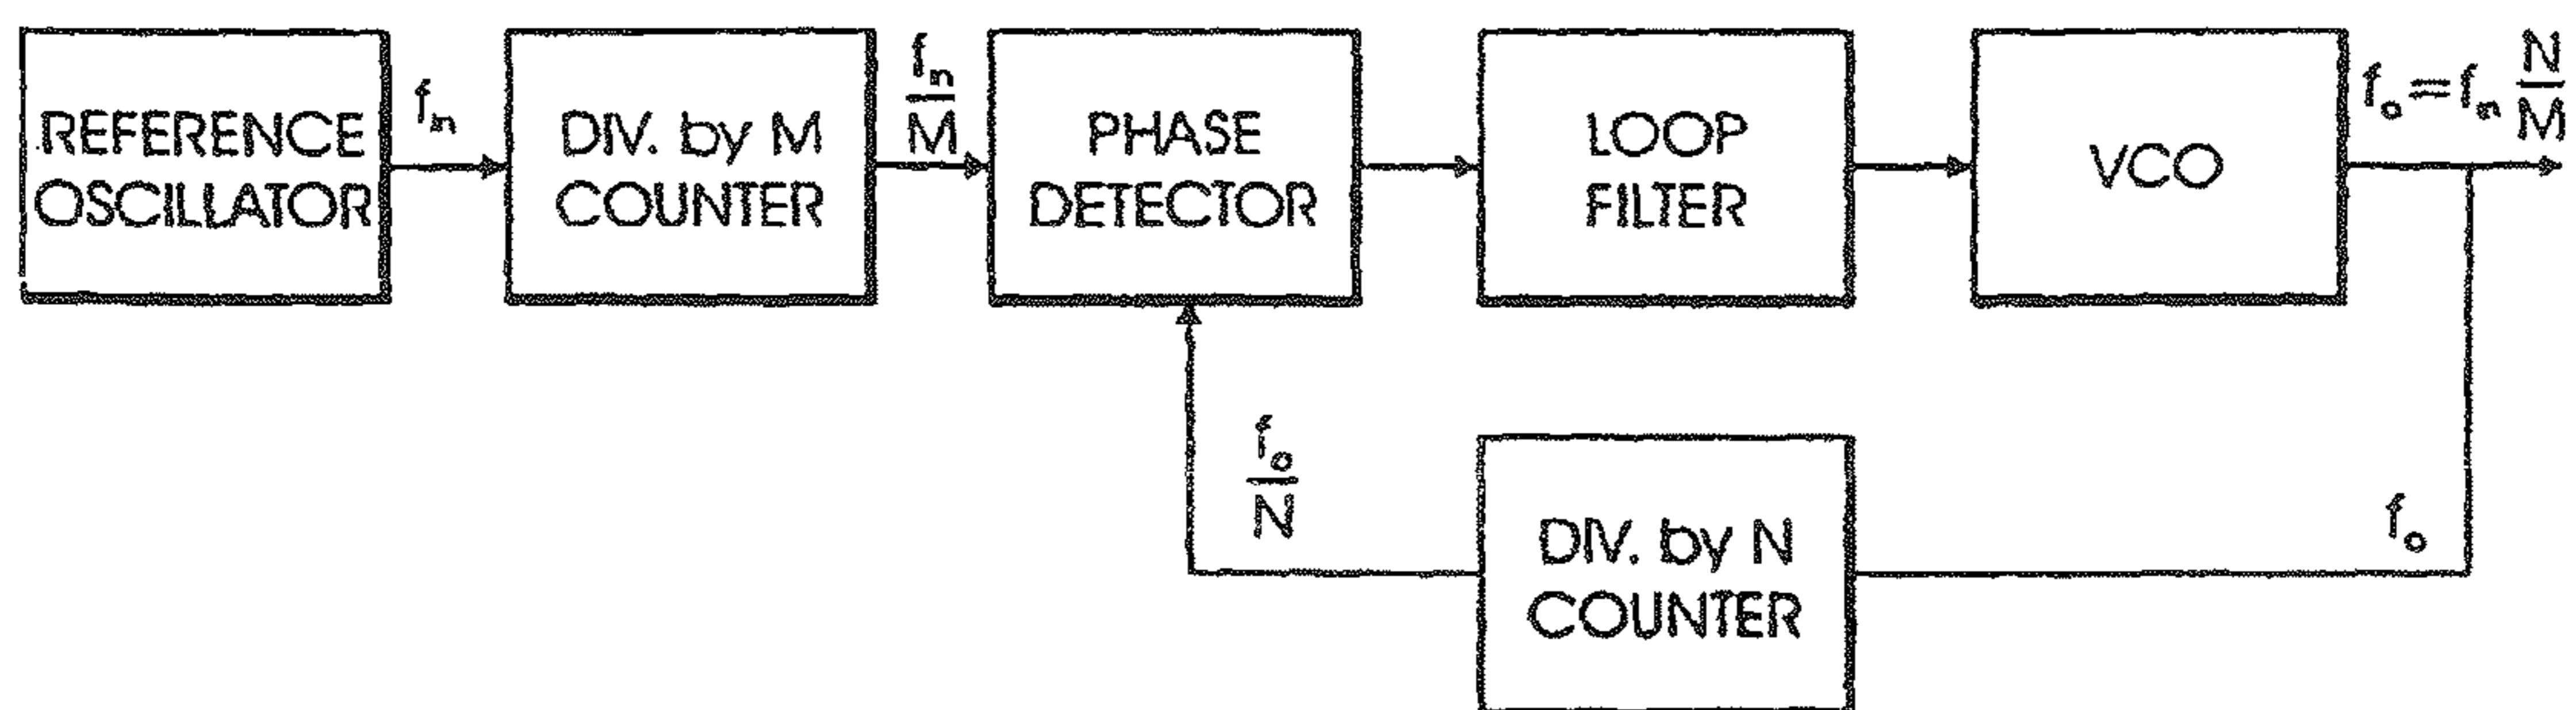 REFERENCE
OSCILLATOR
fin
DIV. by M
COUNTER
fin
M
PHASE
DETECTOR
LOOP
FILTER
VCO
fo=fin N
M
fo
N
DIV. by N
COUNTER
fo